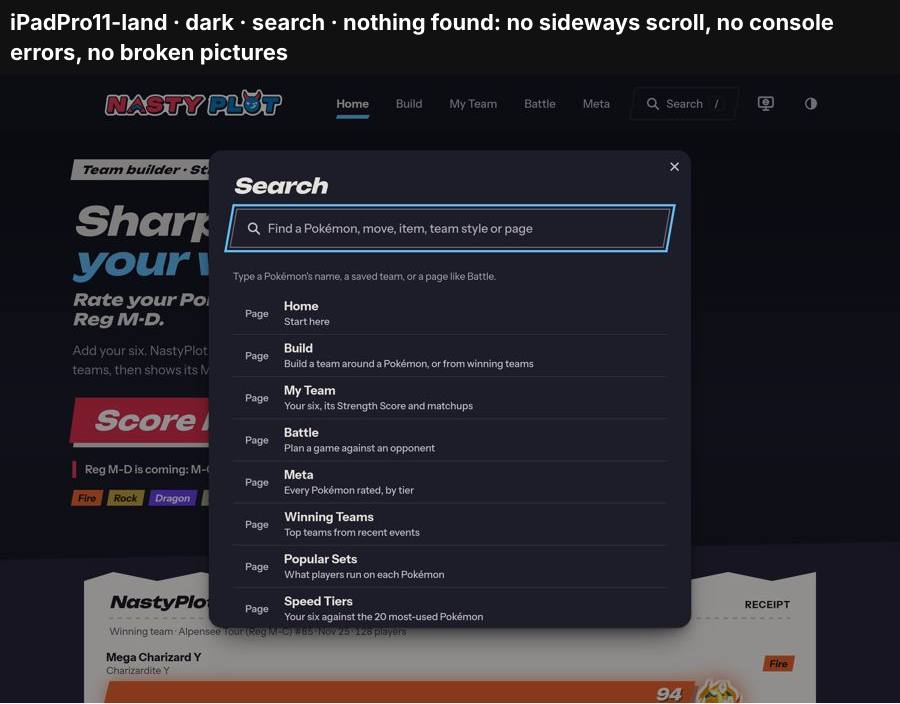 iPadPro11-land · dark · search · nothing found: no sideways scroll, no console
errors, no broken pictures
NASTY PLOT
Home
Build
My Team
Battle
Meta
Search /
Team builder · St
Search
Sharp
Find a Pokémon, move, item, team style or page
your
Type a Pokémon's name, a saved team, or a page like Battle.
Rate your Po
Reg M-D.
Page
Home
Start here
Add your six. NastyPlot
teams, then shows its M
Page
Build
Build a team around a Pokémon, or from winning teams
Page
My Team
Your six, its Strength Score and matchups
Score
Page
Battle
Plan a game against an opponent
Reg M-D is coming: M-
Page
Meta
Every Pokémon rated, by tier
Fire
Rock
Dragon
Page
Winning Teams
Top teams from recent events
Page
Popular Sets
What players run on each Pokémon
Page
Speed Tiers
Your six against the 20 most-used Pokémon
NastyPlo
RECEIPT
Winning team · Alpensee Tour (Reg M-C) #85 · Nov 25 · 128 players
Mega Charizard Y
Charizardite Y
Fire
94